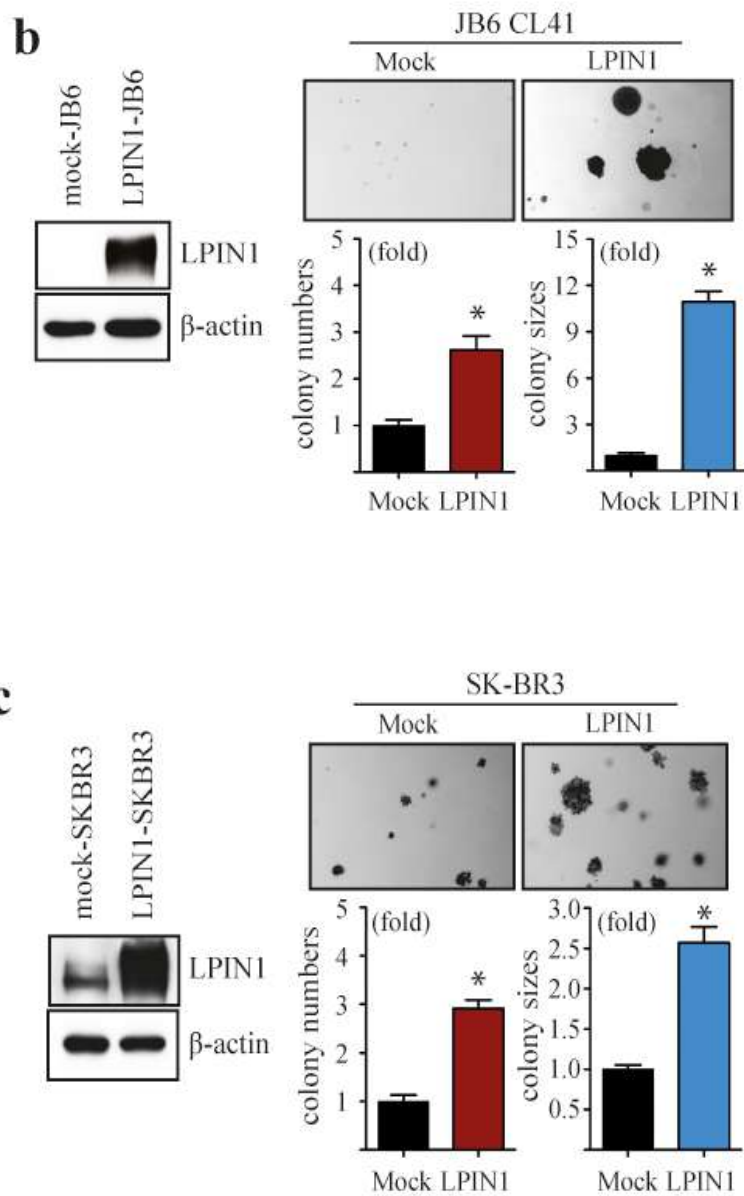 b
mock-JB6
LPIN1-JB6
LPIN1
β-actin
JB6 CL41
Mock LPIN1
(fold)
colony numbers
5
4
3
2
1
Mock LPIN1
(fold)
colony sizes
15
12
9
6
3
Mock LPIN1
c
mock-SKBR3
LPIN1-SKBR3
LPIN1
β-actin
SK-BR3
Mock LPIN1
(fold)
colony numbers
5
4
3
2
1
*
Mock LPIN1
(fold)
colony sizes
3.0
2.5
2.0
1.5
1.0
0.5
*
Mock LPIN1